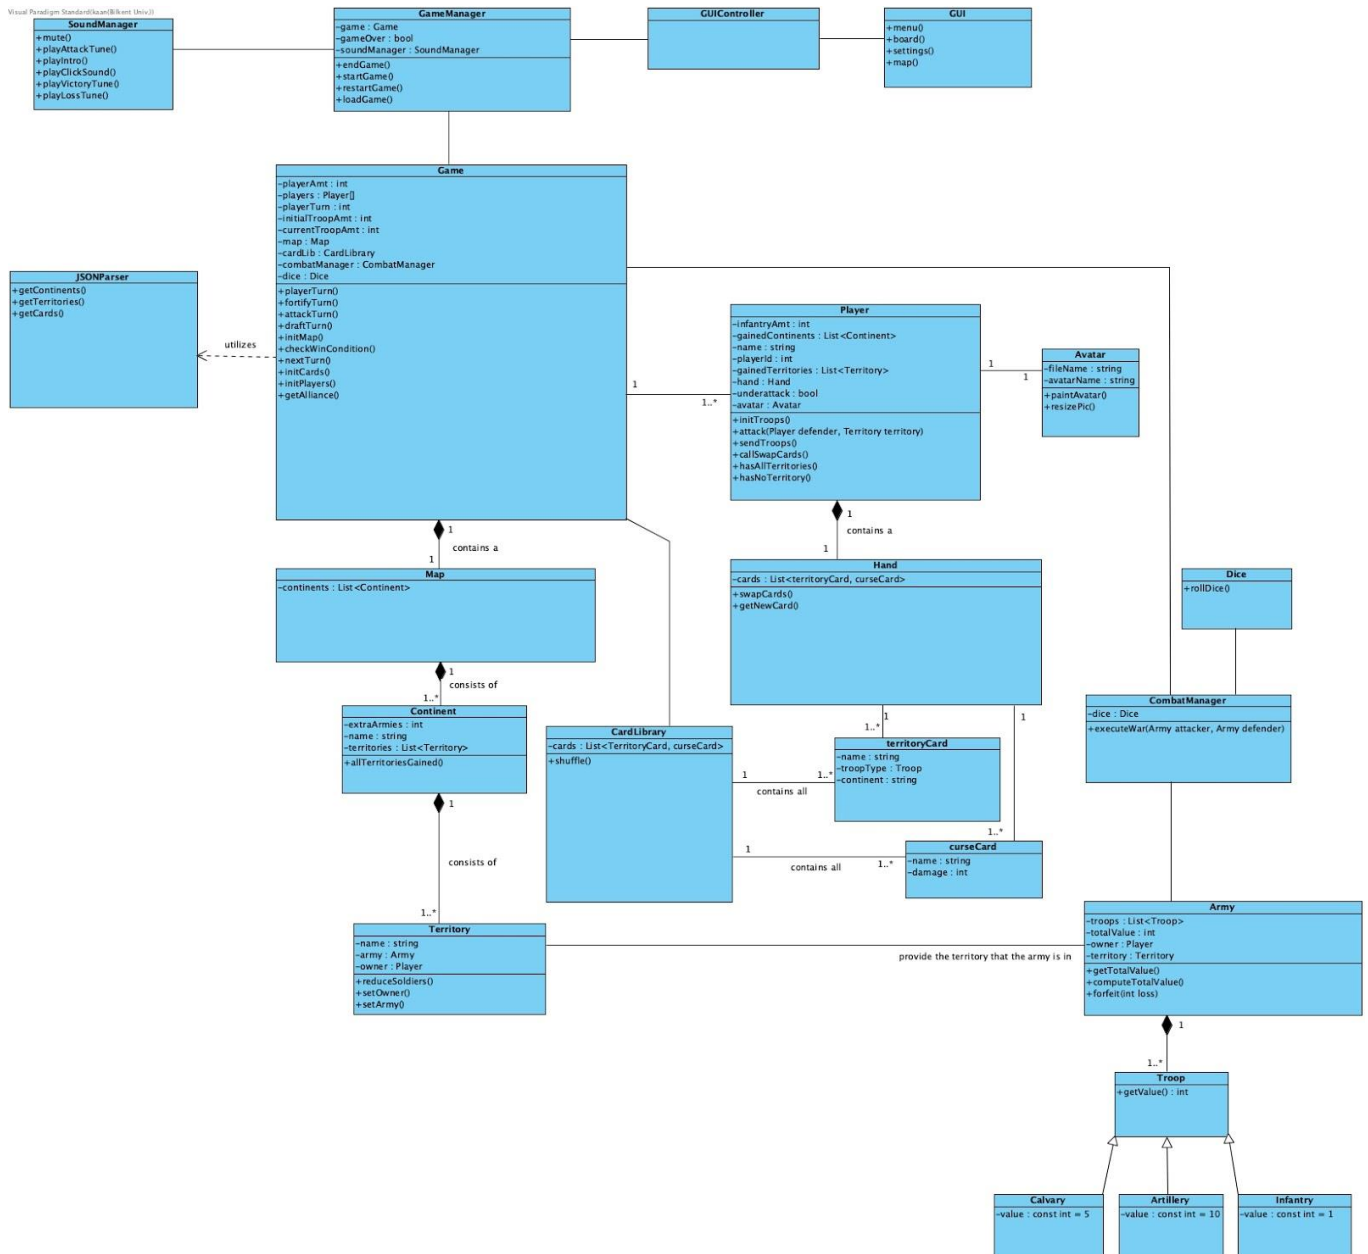 Visual Paradigm Standard(kaan(Bilkent Univ.))
SoundManager
+mute()
+playAttackTune()
+playIntro()
+playClickSound()
+playVictoryTune()
+playLossTune()
GameManager
-game : Game
-gameOver : bool
-soundManager : SoundManager
+endGame()
+startGame()
+restartGame()
+loadGame()
GUIController
GUI
+menu()
+board()
+settings()
+map()
Game
-playerAmt : int
-players : Player[]
-playerTurn : int
-initialTroopAmt : int
-currentTroopAmt : int
-map : Map
-cardLib : CardLibrary
-combatManager : CombatManager
-dice : Dice
+playerTurn()
+fortifyTurn()
+attackTurn()
+draftTurn()
+initMap()
+checkWinCondition()
+nextTurn()
+initCards()
+initPlayers()
+getAlliance()
JSONParser
+getContinents()
+getTerritories()
+getCards()
utilizes
1
1..*
Player
-infantryAmt : int
-gainedContinents : List<Continent>
-name : string
-playerId : int
-gainedTerritories : List<Territory>
-hand : Hand
-underattack : bool
-avatar : Avatar
+initTroops()
+attack(Player defender, Territory territory)
+sendTroops()
+callSwapCards()
+hasAllTerritories()
+hasNoTerritory()
1
1
Avatar
-fileName : string
-avatarName : string
+paintAvatar()
+resizePic()
1
contains a
1
1
contains a
1
Map
-continents : List<Continent>
Hand
-cards : List<territoryCard, curseCard>
+swapCards()
+getNewCard()
Dice
+rollDice()
1
consists of
1..*
Continent
-extraArmies : int
-name : string
-territories : List<Territory>
+allTerritoriesGained()
CardLibrary
-cards : List<TerritoryCard, curseCard>
+shuffle()
1
1..*
1
1..*
territoryCard
-name : string
-troopType : Troop
-continent : string
1
1..*
contains all
CombatManager
-dice : Dice
+executeWar(Army attacker, Army defender)
1
1..*
contains all
curseCard
-name : string
-damage : int
1
consists of
1..*
Territory
-name : string
-army : Army
-owner : Player
+reduceSoldiers()
+setOwner()
+setArmy()
provide the territory that the army is in
Army
-troops : List<Troop>
-totalValue : int
-owner : Player
-territory : Territory
+getTotalValue()
+computeTotalValue()
+forfeit(int loss)
1
1..*
Troop
+getValue() : int
Calvary
-value : const int = 5
Artillery
-value : const int = 10
Infantry
-value : const int = 1